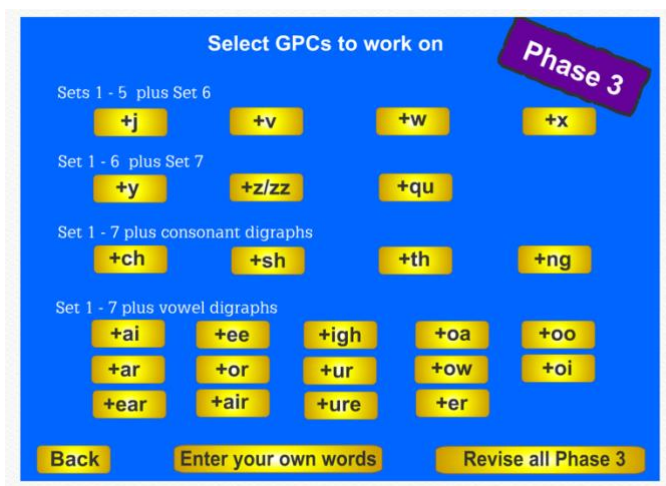 Select GPCs to work on
Phase 3
Sets 1 - 5 plus Set 6
+j +v +w +x
Set 1 - 6 plus Set 7
+y +z/zz +qu
Set 1 - 7 plus consonant digraphs
+ch +sh +th +ng
Set 1 - 7 plus vowel digraphs
+ai +ee +igh +oa +oo
+ar +or +ur +ow +oi
+ear +air +ure +er
Back Enter your own words Revise all Phase 3